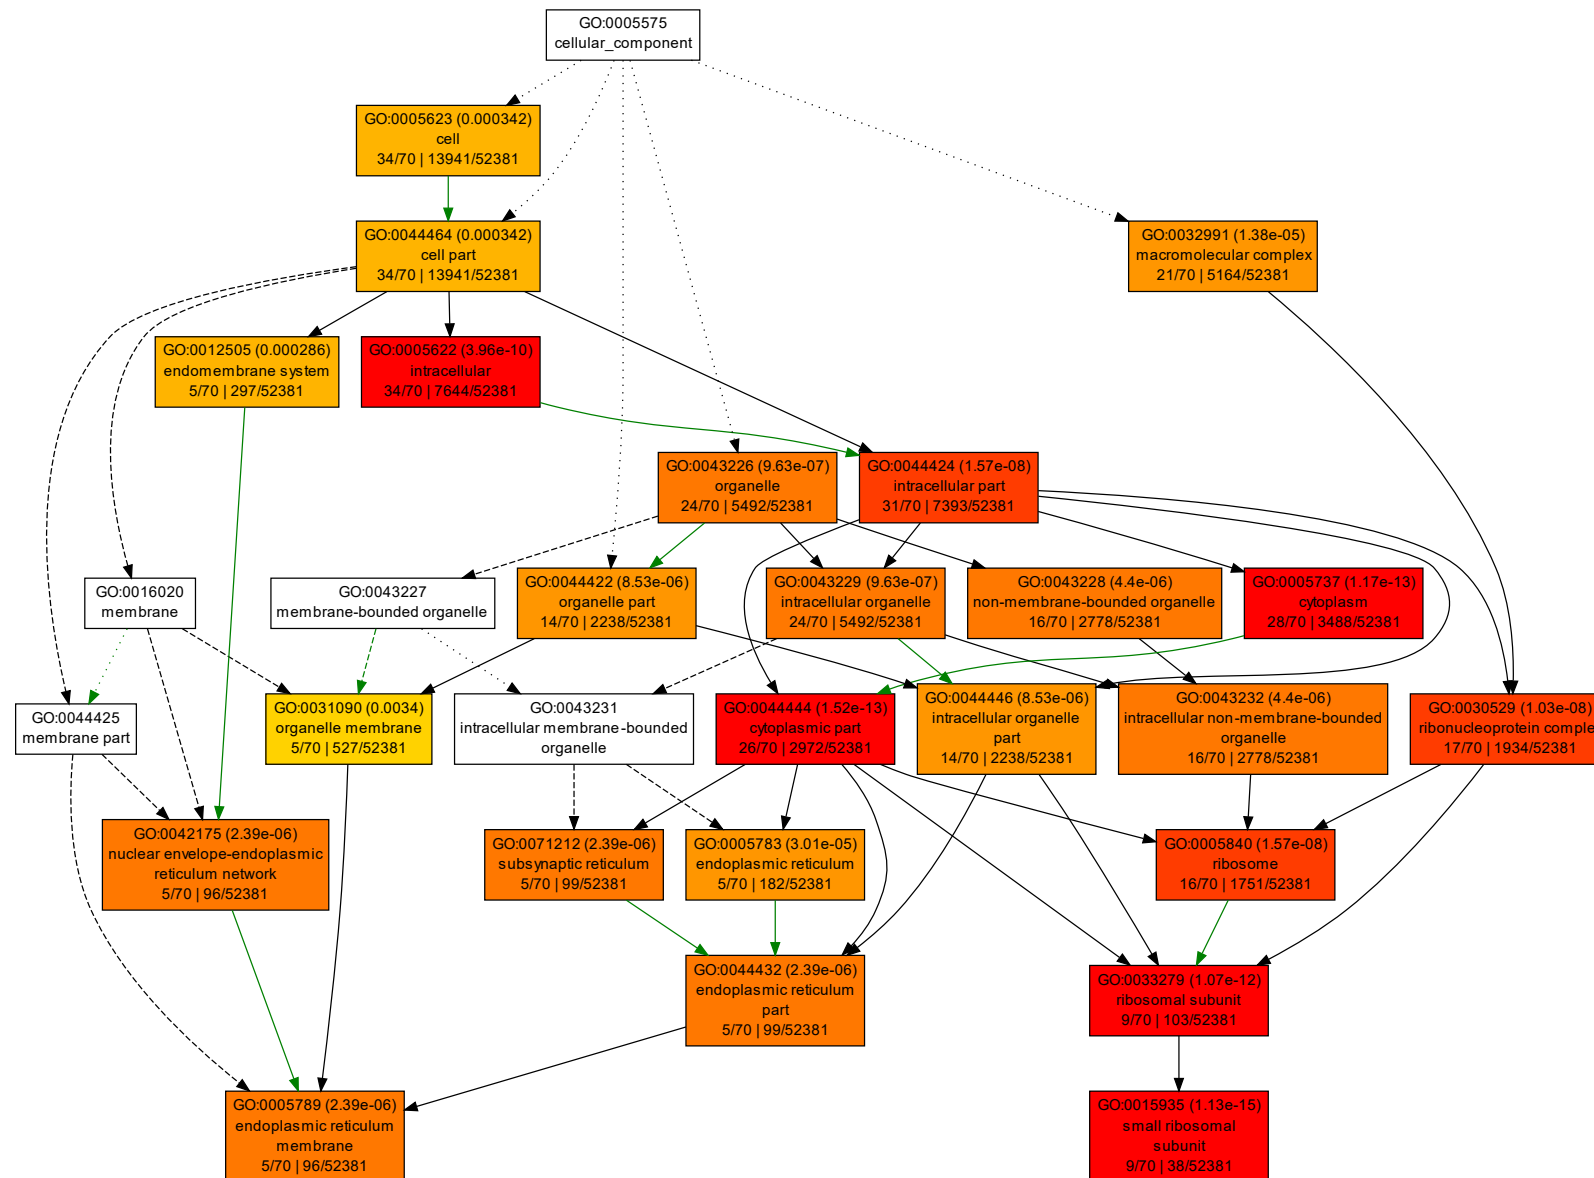 GO:0005575
cellular_component
GO:0005623 (0.000342)
cell
34/70 | 13941/52381
GO:0044464 (0.000342)
cell part
34/70 | 13941/52381
GO:0032991 (1.38e-05)
macromolecular complex
21/70 | 5164/52381
GO:0012505 (0.000286)
endomembrane system
5/70 | 297/52381
GO:0005622 (3.96e-10)
intracellular
34/70 | 7644/52381
GO:0043226 (9.63e-07)
organelle
24/70 | 5492/52381
GO:0044424 (1.57e-08)
intracellular part
31/70 | 7393/52381
GO:0016020
membrane
GO:0043227
membrane-bounded organelle
GO:0044422 (8.53e-06)
organelle part
14/70 | 2238/52381
GO:0043229 (9.63e-07)
intracellular organelle
24/70 | 5492/52381
GO:0043228 (4.4e-06)
non-membrane-bounded organelle
16/70 | 2778/52381
GO:0005737 (1.17e-13)
cytoplasm
28/70 | 3488/52381
GO:0044425
membrane part
GO:0031090 (0.0034)
organelle membrane
5/70 | 527/52381
GO:0043231
intracellular membrane-bounded
organelle
GO:0044444 (1.52e-13)
cytoplasmic part
26/70 | 2972/52381
GO:0044446 (8.53e-06)
intracellular organelle
part
14/70 | 2238/52381
GO:0043232 (4.4e-06)
intracellular non-membrane-bounded
organelle
16/70 | 2778/52381
GO:0030529 (1.03e-08)
ribonucleoprotein comple
17/70 | 1934/52381
GO:0042175 (2.39e-06)
nuclear envelope-endoplasmic
reticulum network
5/70 | 96/52381
GO:0071212 (2.39e-06)
subsynaptic reticulum
5/70 | 99/52381
GO:0005783 (3.01e-05)
endoplasmic reticulum
5/70 | 182/52381
GO:0005840 (1.57e-08)
ribosome
16/70 | 1751/52381
GO:0044432 (2.39e-06)
endoplasmic reticulum
part
5/70 | 99/52381
GO:0033279 (1.07e-12)
ribosomal subunit
9/70 | 103/52381
GO:0005789 (2.39e-06)
endoplasmic reticulum
membrane
5/70 | 96/52381
GO:0015935 (1.13e-15)
small ribosomal
subunit
9/70 | 38/52381